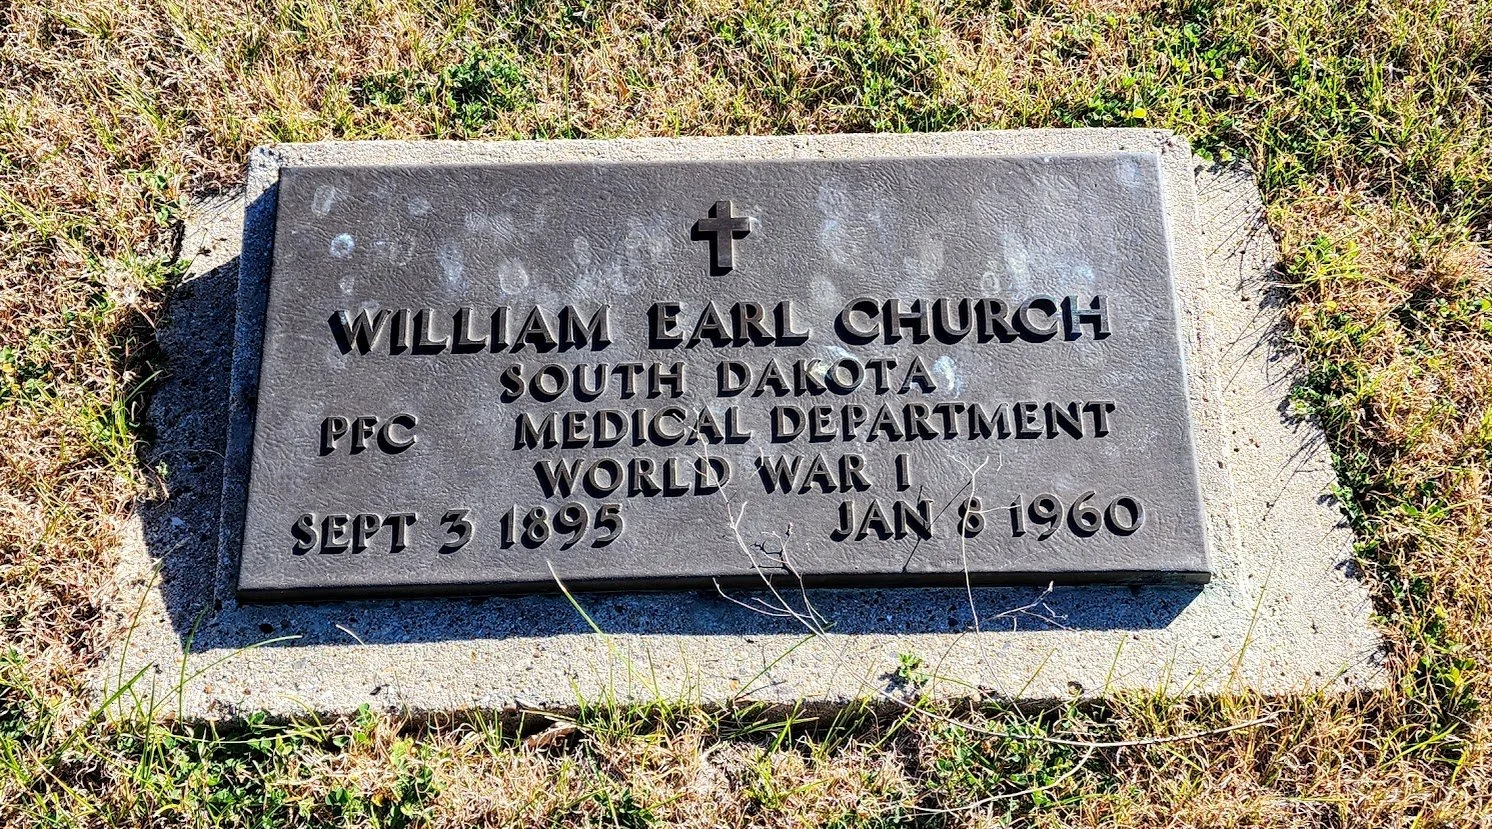 WILLIAM EARL CHURCH
SOUTH DAKOTA
PFC MEDICAL DEPARTMENT
WORLD WAR I
SEPT 3 1895 JAN 8 1960